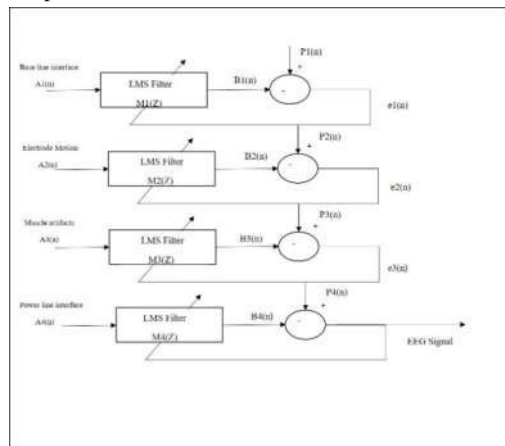 P1(n)
+
Base line interface
A1(n)
LMS Filter
M1(Z)
B1(n)
-
e1(n)
P2(n)
+
Electrode Motion
A2(n)
LMS Filter
M2(Z)
B2(n)
-
e2(n)
P3(n)
+
Muscle artifacts
A3(n)
LMS Filter
M3(Z)
B3(n)
-
e3(n)
P4(n)
+
Power line interface
A4(n)
LMS Filter
M4(Z)
B4(n)
-
EEG Signal